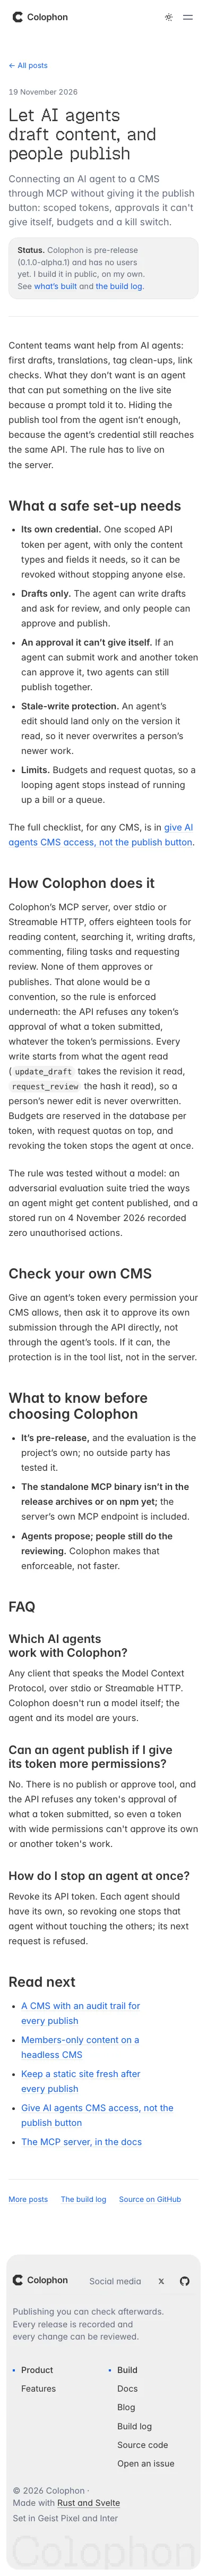 Colophon
← All posts
19 November 2026
Let AI agents
draft content, and
people publish
Connecting an AI agent to a CMS
through MCP without giving it the publish
button: scoped tokens, approvals it can't
give itself, budgets and a kill switch.
Status. Colophon is pre-release
(0.1.0-alpha.1) and has no users
yet. I build it in public, on my own.
See what's built and the build log.
Content teams want help from AI agents:
first drafts, translations, tag clean-ups, link
checks. What they don't want is an agent
that can put something on the live site
because a prompt told it to. Hiding the
publish tool from the agent isn't enough,
because the agent's credential still reaches
the same API. The rule has to live on
the server.
What a safe set-up needs
• Its own credential. One scoped API
token per agent, with only the content
types and fields it needs, so it can be
revoked without stopping anyone else.
• Drafts only. The agent can write drafts
and ask for review, and only people can
approve and publish.
• An approval it can't give itself. If an
agent can submit work and another token
can approve it, two agents can still
publish together.
• Stale-write protection. An agent's
edit should land only on the version it
read, so it never overwrites a person's
newer work.
• Limits. Budgets and request quotas, so a
looping agent stops instead of running
up a bill or a queue.
The full checklist, for any CMS, is in give AI
agents CMS access, not the publish button.
How Colophon does it
Colophon's MCP server, over stdio or
Streamable HTTP, offers eighteen tools for
reading content, searching it, writing drafts,
commenting, filing tasks and requesting
review. None of them approves or
publishes. That alone would be a
convention, so the rule is enforced
underneath: the API refuses any token's
approval of what a token submitted,
whatever the token's permissions. Every
write starts from what the agent read
( update_draft takes the revision it read,
request_review the hash it read), so a
person's newer edit is never overwritten.
Budgets are reserved in the database per
token, with request quotas on top, and
revoking the token stops the agent at once.
The rule was tested without a model: an
adversarial evaluation suite tried the ways
an agent might get content published, and a
stored run on 4 November 2026 recorded
zero unauthorised actions.
Check your own CMS
Give an agent's token every permission your
CMS allows, then ask it to approve its own
submission through the API directly, not
through the agent's tools. If it can, the
protection is in the tool list, not in the server.
What to know before
choosing Colophon
• It's pre-release, and the evaluation is the
project's own; no outside party has
tested it.
• The standalone MCP binary isn't in the
release archives or on npm yet; the
server's own MCP endpoint is included.
• Agents propose; people still do the
reviewing. Colophon makes that
enforceable, not faster.
FAQ
Which AI agents
work with Colophon?
Any client that speaks the Model Context
Protocol, over stdio or Streamable HTTP.
Colophon doesn't run a model itself; the
agent and its model are yours.
Can an agent publish if I give
its token more permissions?
No. There is no publish or approve tool, and
the API refuses any token's approval of
what a token submitted, so even a token
with wide permissions can't approve its own
or another token's work.
How do I stop an agent at once?
Revoke its API token. Each agent should
have its own, so revoking one stops that
agent without touching the others; its next
request is refused.
Read next
• A CMS with an audit trail for
every publish
• Members-only content on a
headless CMS
• Keep a static site fresh after
every publish
• Give AI agents CMS access, not the
publish button
• The MCP server, in the docs
More posts The build log Source on GitHub
Colophon Social media
Publishing you can check afterwards.
Every release is recorded and
every change can be reviewed.
Product
Features
Build
Docs
Blog
Build log
Source code
Open an issue
© 2026 Colophon ·
Made with Rust and Svelte
Set in Geist Pixel and Inter
Colophon